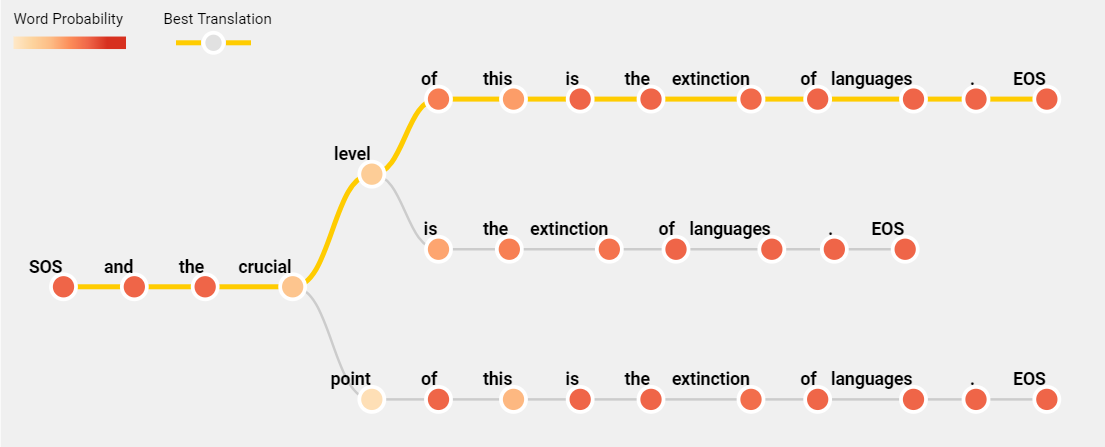 Word Probability
Best Translation
of this is the extinction of languages . EOS
level
is the extinction of languages . EOS
SOS and the crucial
point of this is the extinction of languages . EOS